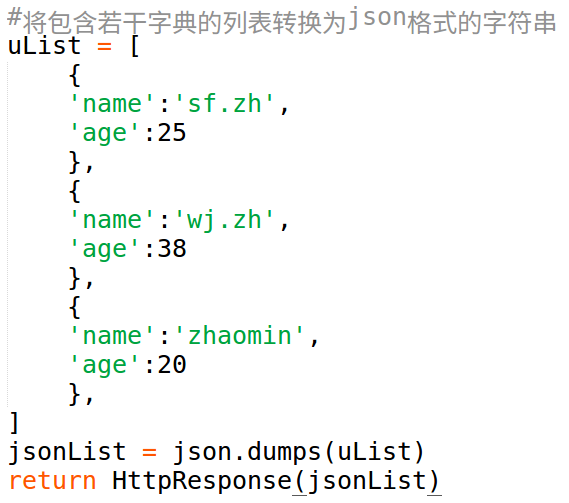 #将包含若干字典的列表转换为json格式的字符串
uList = [
    {
    'name':'sf.zh',
    'age':25
    },
    {
    'name':'wj.zh',
    'age':38
    },
    {
    'name':'zhaomin',
    'age':20
    },
]
jsonList = json.dumps(uList)
return HttpResponse(jsonList)